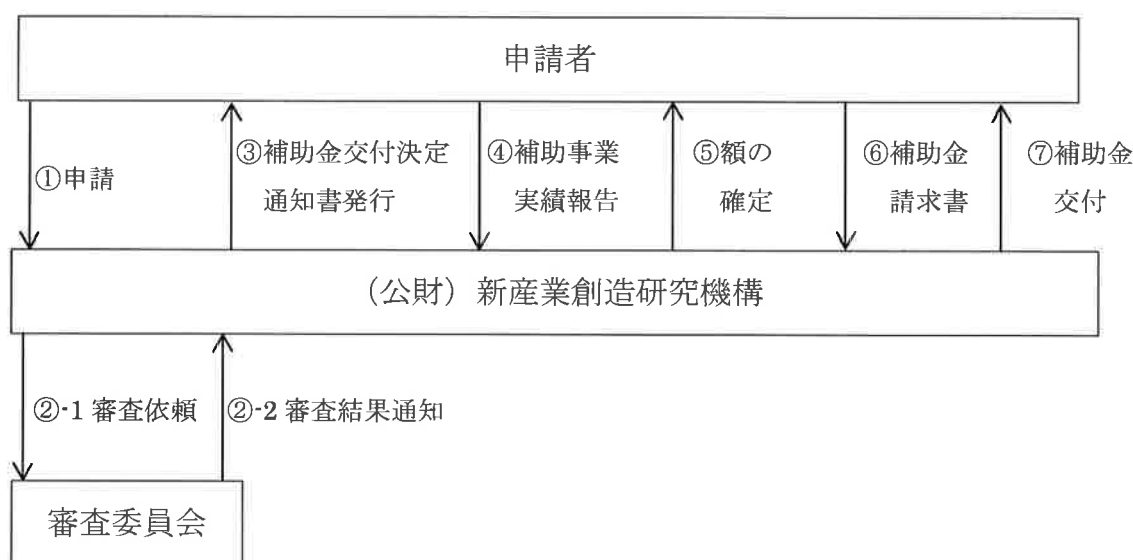 申請者
①申請
③補助金交付決定
通知書発行
④補助事業
実績報告
⑤額の
確定
⑥補助金
請求書
⑦補助金
交付
（公財）新産業創造研究機構
②-1 審査依頼
②-2 審査結果通知
審査委員会